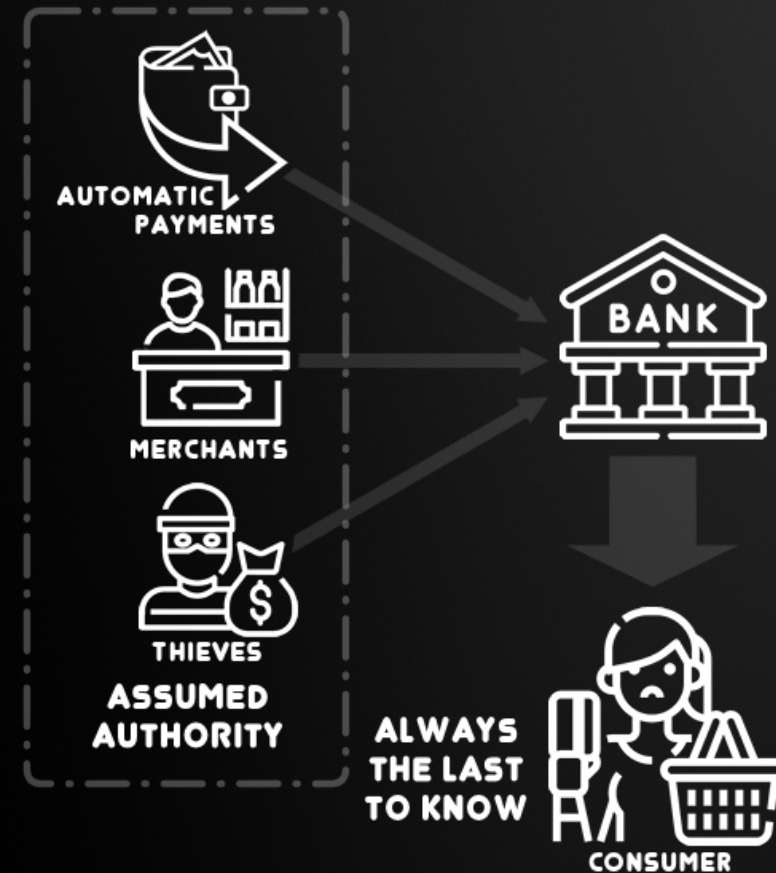 AUTOMATIC
PAYMENTS
BANK
MERCHANTS
$
THIEVES
ASSUMED
AUTHORITY
ALWAYS
THE LAST
TO KNOW
CONSUMER